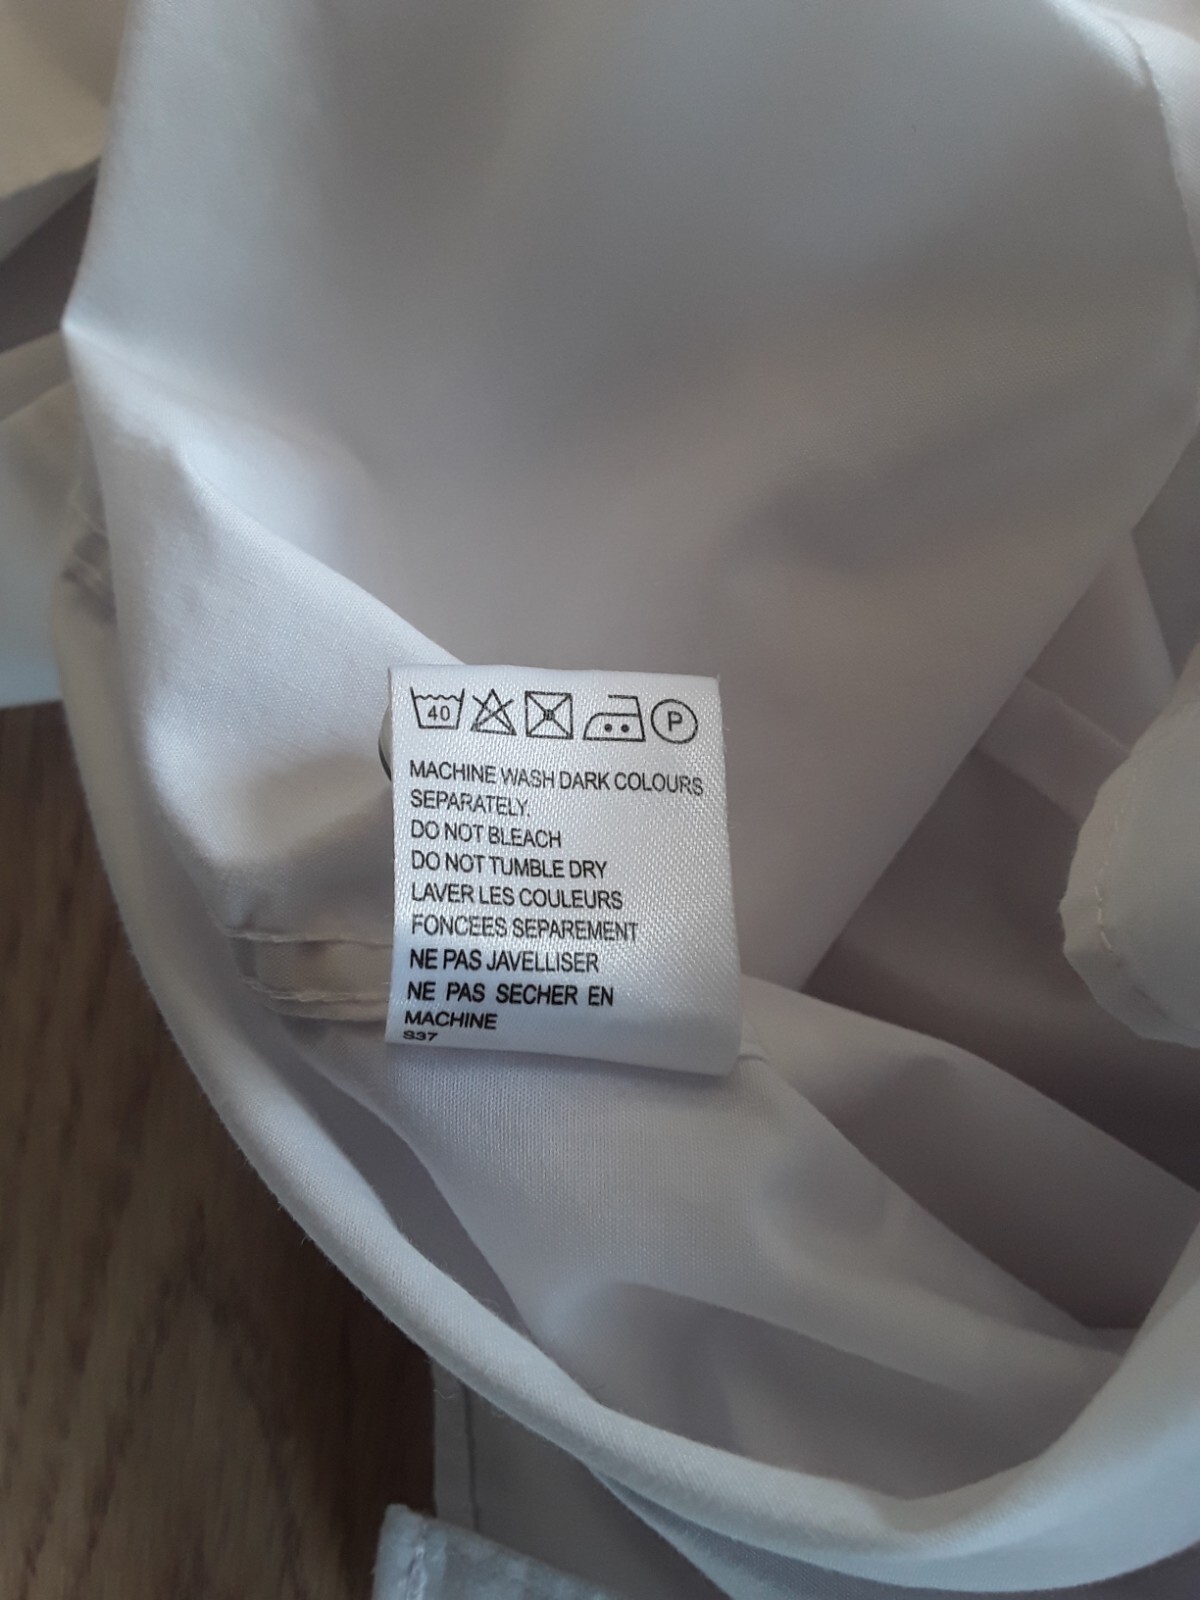 40 P
MACHINE WASH DARK COLOURS
SEPARATELY.
DO NOT BLEACH
DO NOT TUMBLE DRY
LAVER LES COULEURS
FONCEES SEPAREMENT
NE PAS JAVELLISER
NE PAS SECHER EN
MACHINE
S37